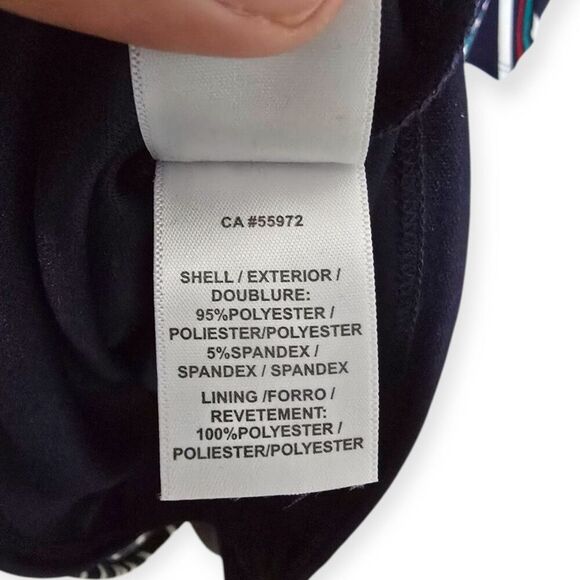 CA #55972
SHELL / EXTERIOR /
DOUBLURE:
95%POLYESTER /
POLIESTER/POLYESTER
5%SPANDEX /
SPANDEX / SPANDEX
LINING /FORRO /
REVETEMENT:
100%POLYESTER /
POLIESTER/POLYESTER